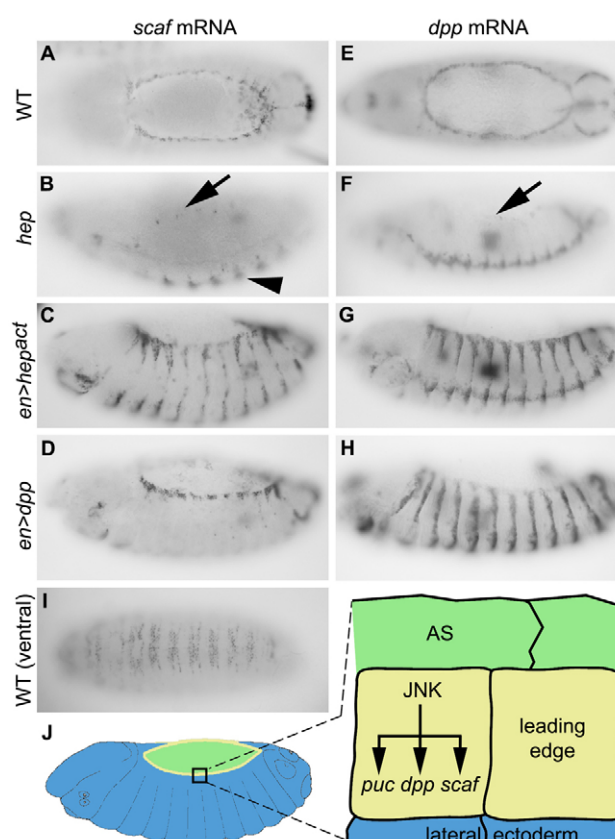 scaf mRNA
dpp mRNA
WT
A
E
hep
B
F
en>hepact
C
G
en>dpp
D
H
WT (ventral)
I
J
AS
JNK
puc dpp scaf
leading
edge
lateral ectoderm